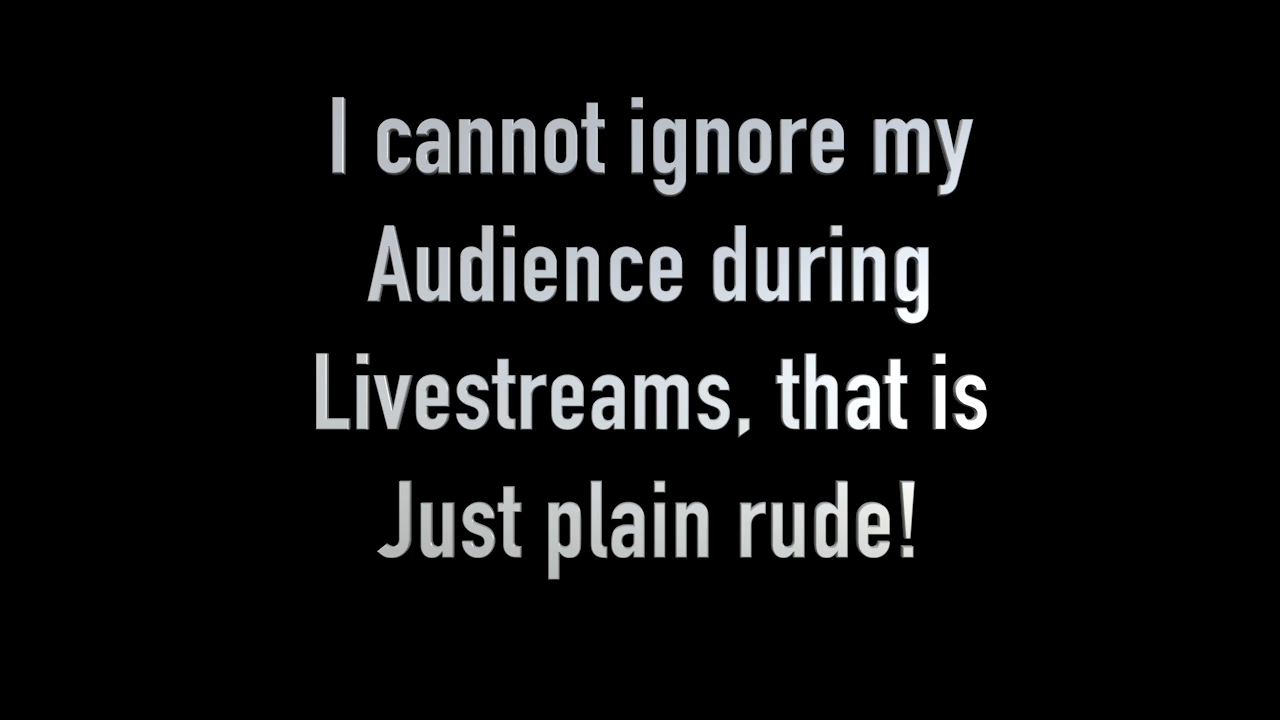 I cannot ignore my
Audience during
Livestreams, that is
Just plain rude!